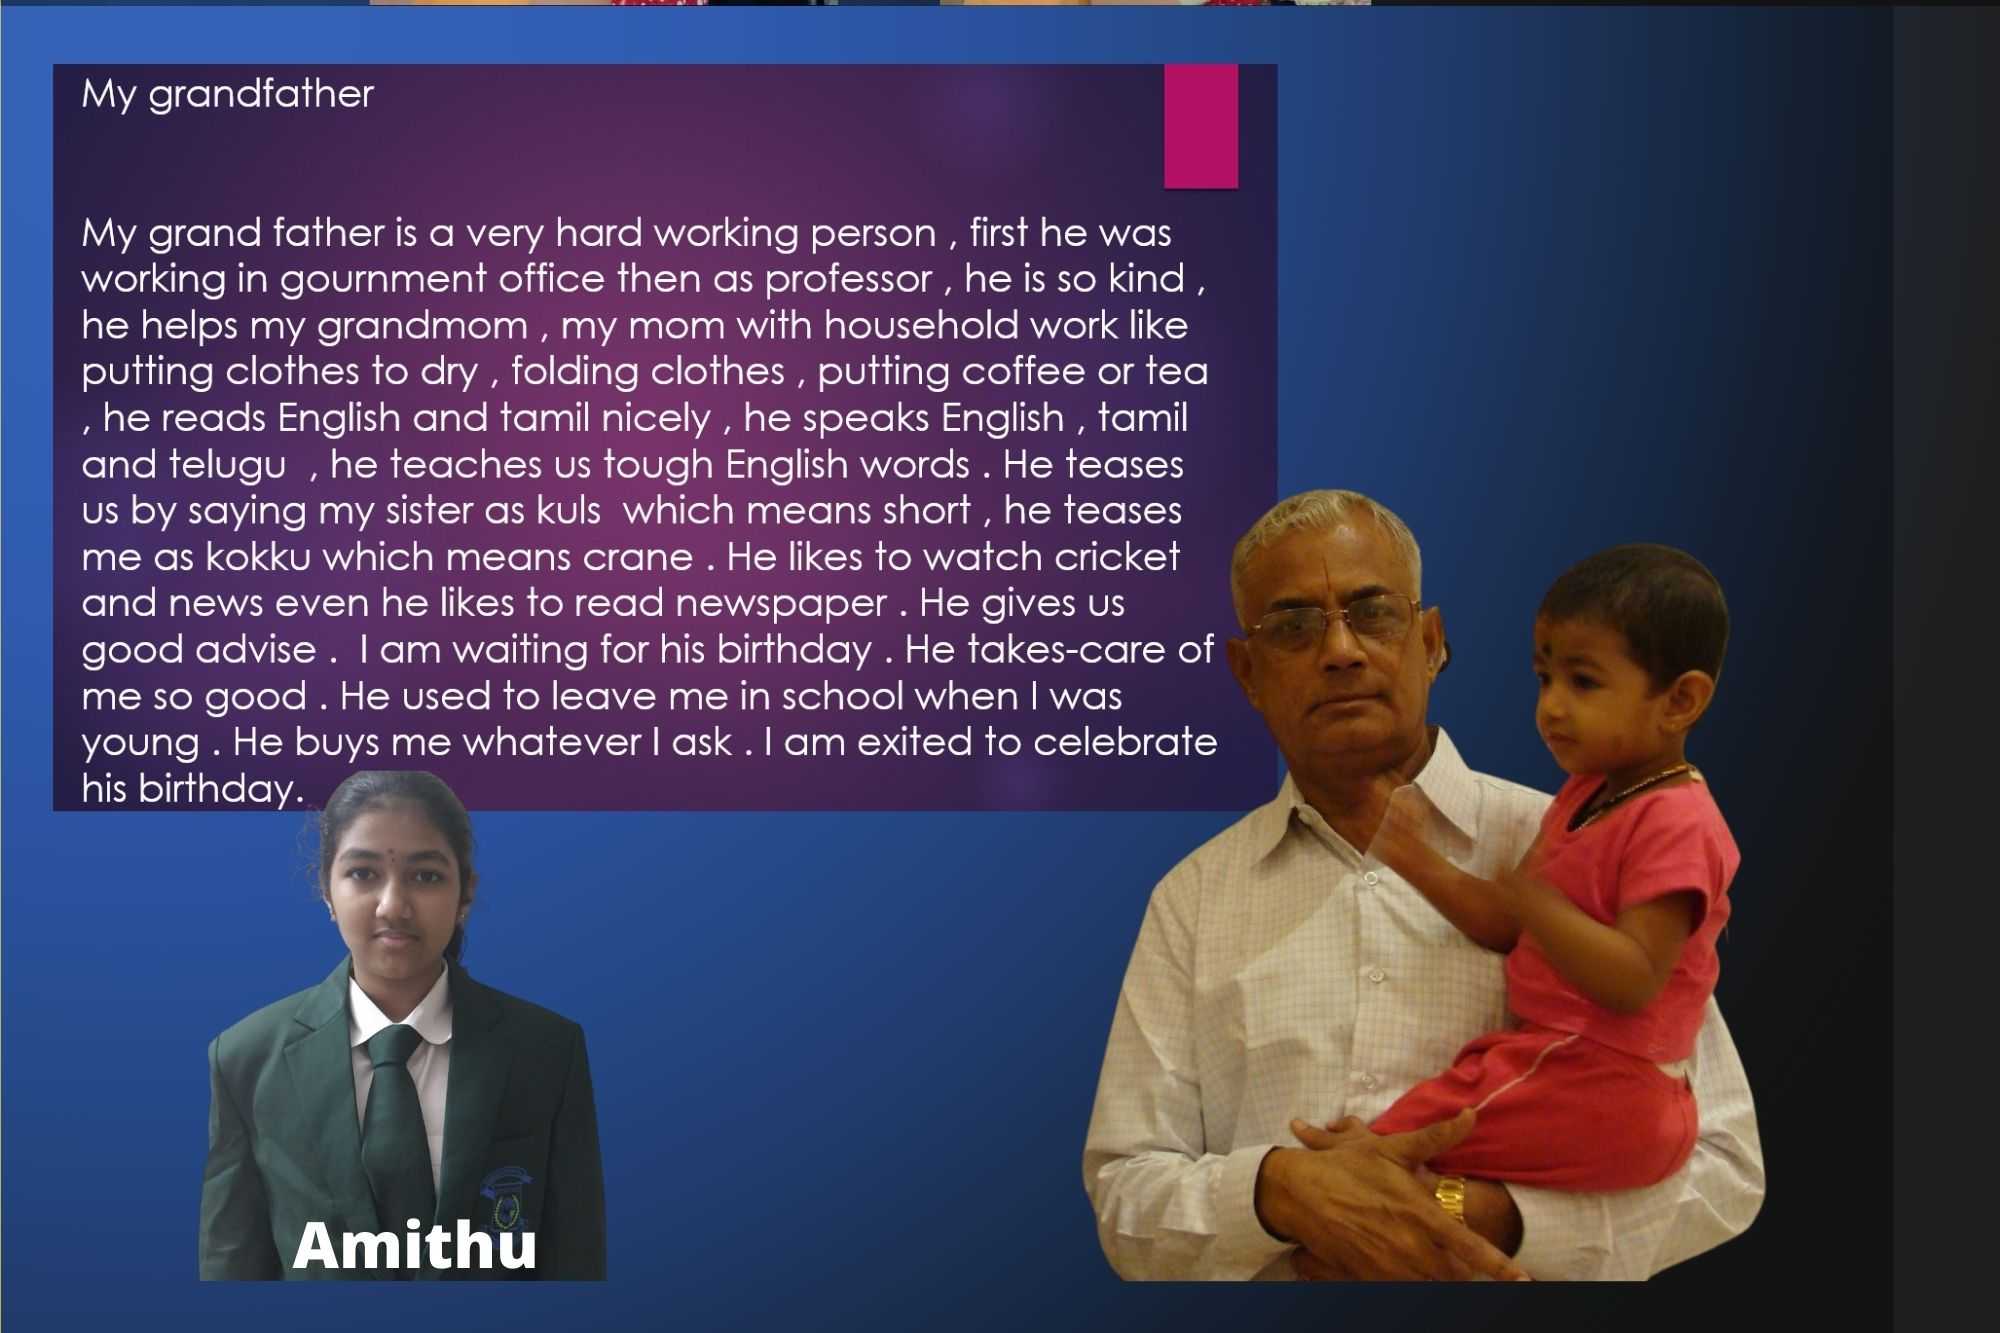 My grandfather
My grand father is a very hard working person , first he was
working in gournment office then as professor , he is so kind ,
he helps my grandmom , my mom with household work like
putting clothes to dry , folding clothes , putting coffee or tea
, he reads English and tamil nicely , he speaks English , tamil
and telugu , he teaches us tough English words . He teases
us by saying my sister as kuls which means short , he teases
me as kokku which means crane . He likes to watch cricket
and news even he likes to read newspaper . He gives us
good advise . I am waiting for his birthday . He takes-care of
me so good . He used to leave me in school when I was
young . He buys me whatever I ask . I am exited to celebrate
his birthday.
Amithu